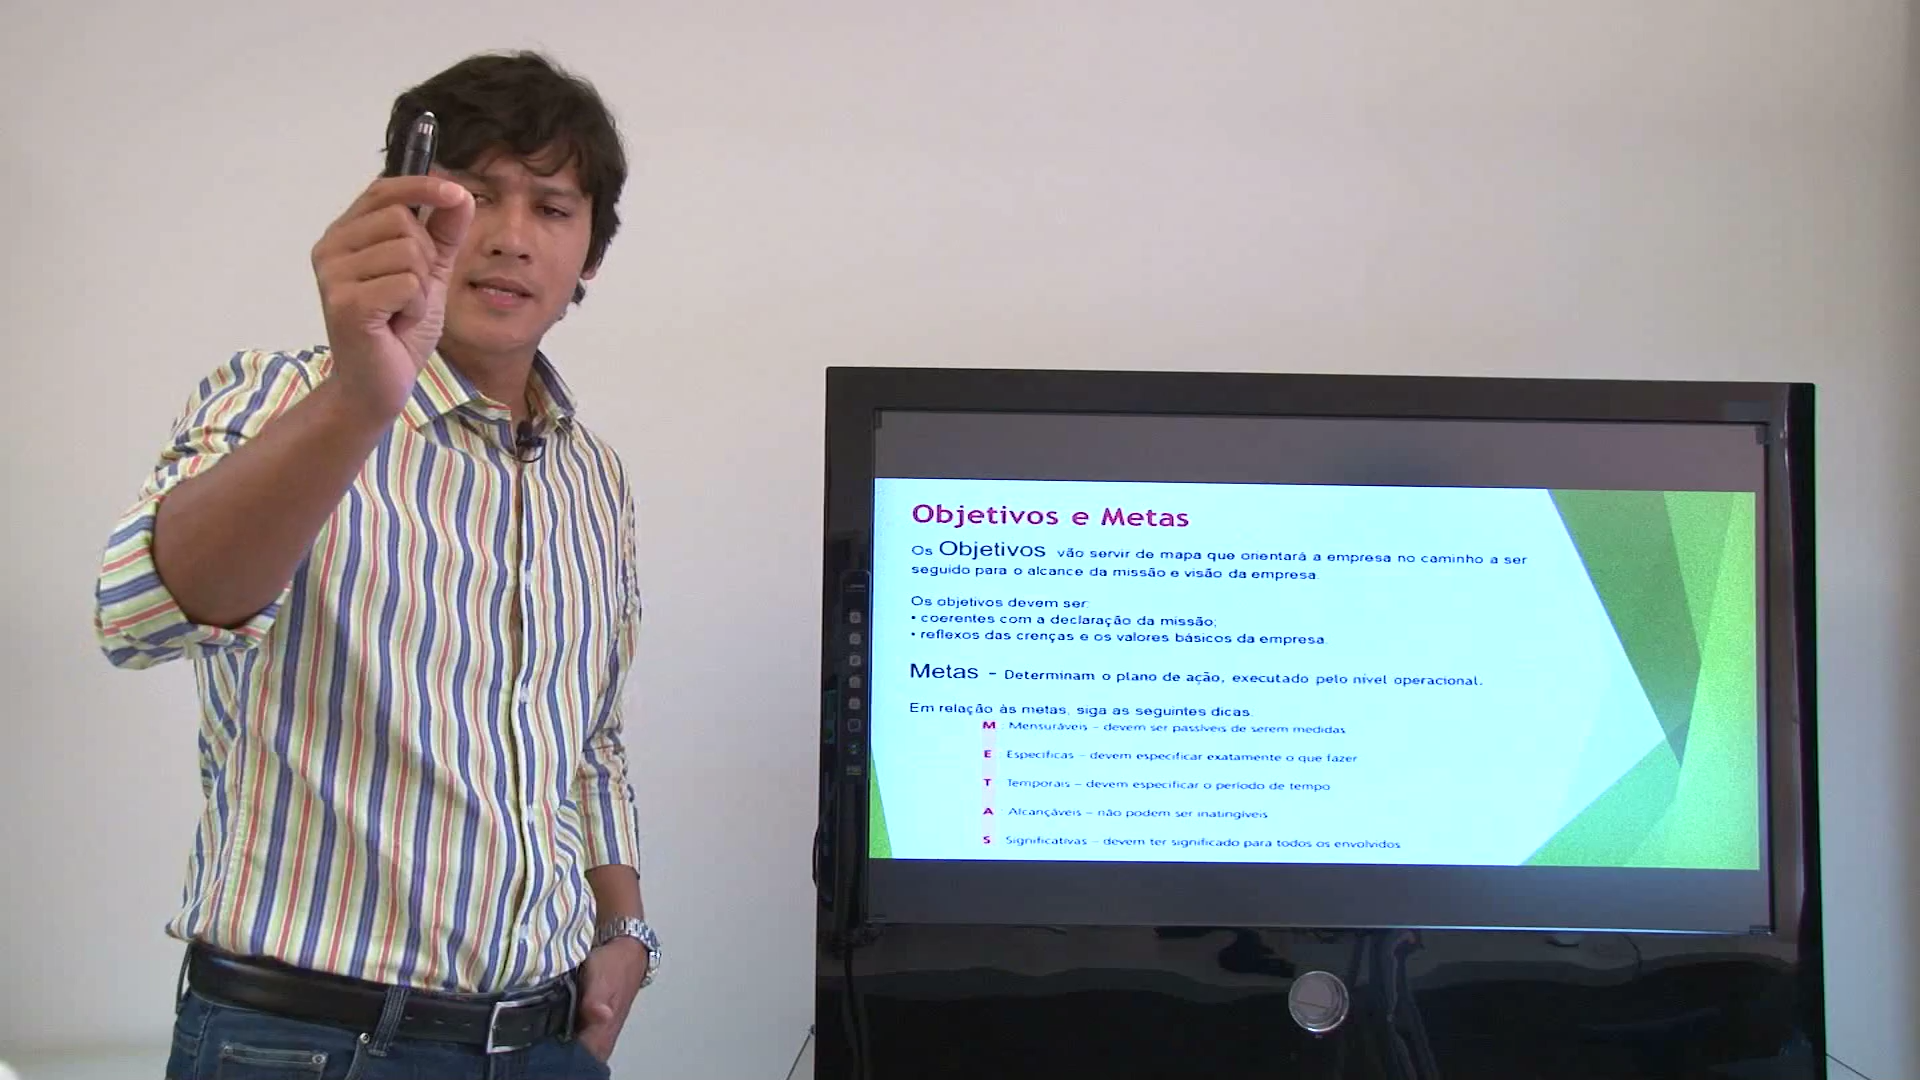 Objetivos e Metas
Os Objetivos vão servir de mapa que orientará a empresa no caminho a ser
seguido para o alcance da missão e visão da empresa.
Os objetivos devem ser:
• coerentes com a declaração da missão;
• reflexos das crenças e os valores básicos da empresa.
Metas - Determinam o plano de ação, executado pelo nível operacional.
Em relação às metas, siga as seguintes dicas.
M : Mensuráveis – devem ser passíveis de serem medidas
E : Específicas – devem especificar exatamente o que fazer
T : Temporais – devem especificar o período de tempo
A : Alcançáveis – não podem ser inatingíveis
S : Significativas – devem ter significado para todos os envolvidos